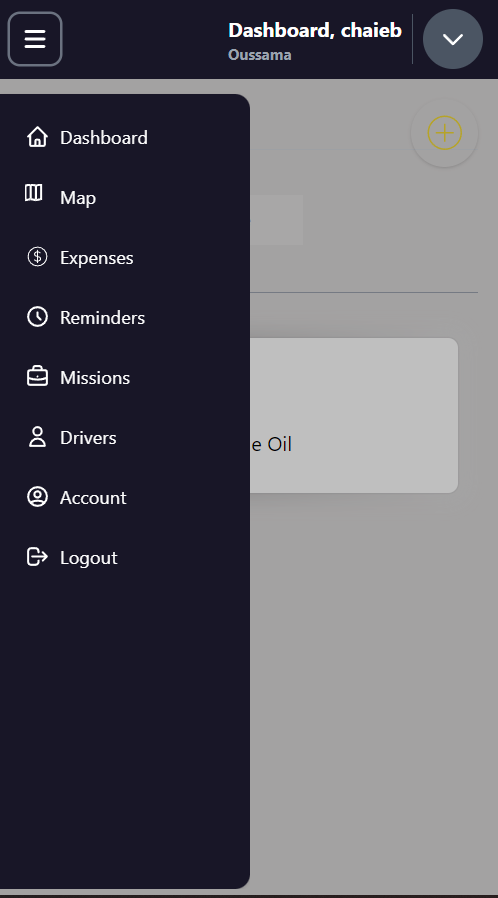 Dashboard, chaieb
Oussama
Dashboard
Map
Expenses
Reminders
Missions
Drivers
e Oil
Account
Logout